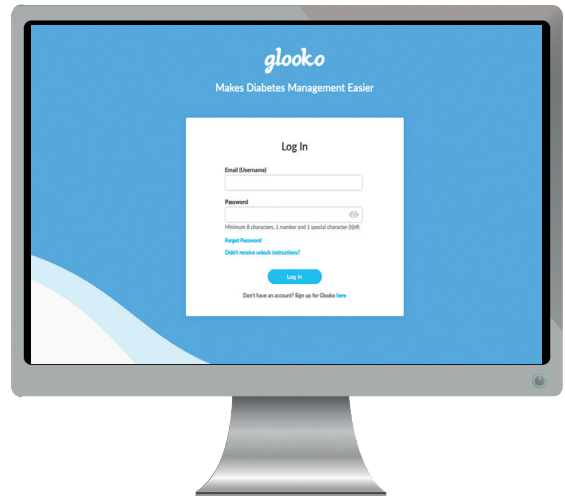 glooko
Makes Diabetes Management Easier
Log In
Email (Username)
Password
Minimum 8 characters, 1 number and 1 special character (!@#)
Forgot Password
Didn't receive unlock instructions?
Log In
Don't have an account? Sign up for Glooko here